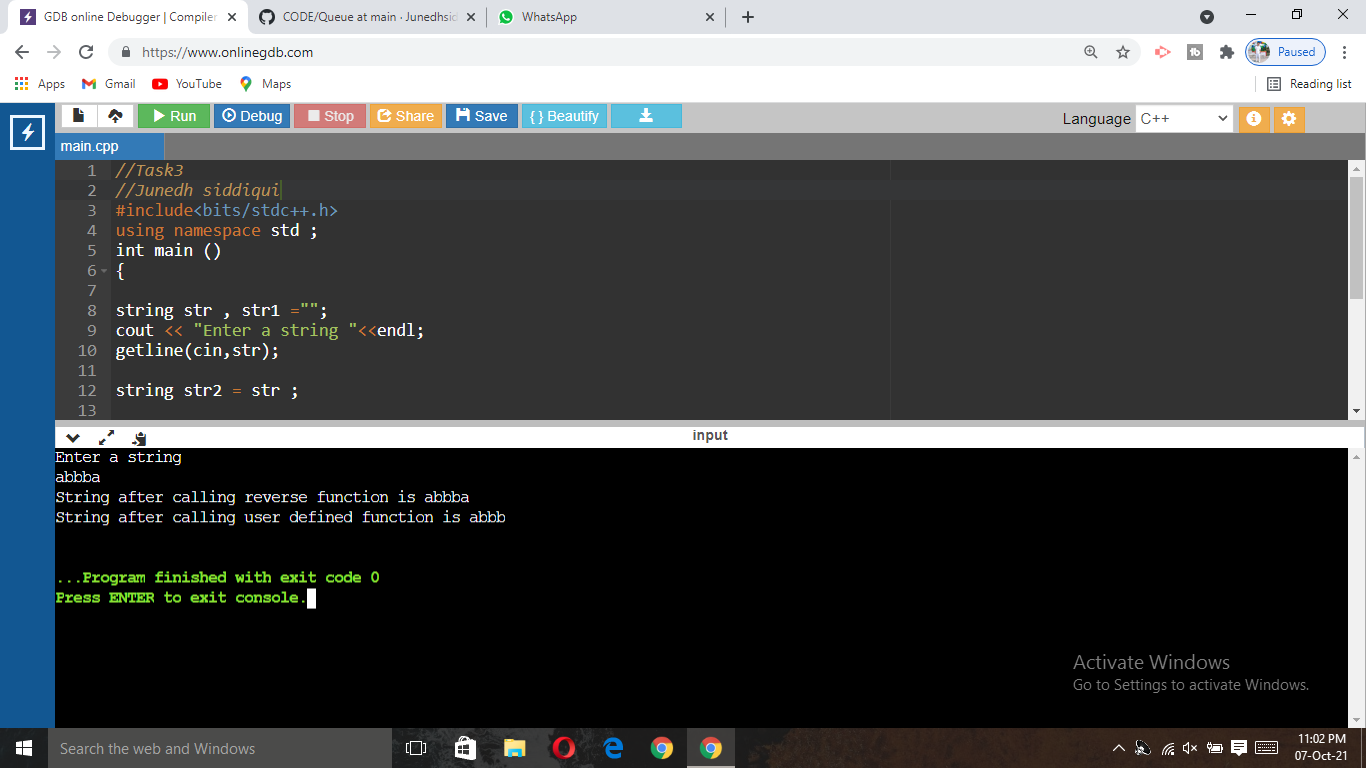 GDB online Debugger | Compiler
CODE/Queue at main · Junedhsid
WhatsApp
https://www.onlinegdb.com
Paused
Apps
Gmail
YouTube
Maps
Reading list
Run
Debug
Stop
Share
Save
{ } Beautify
Language C++
main.cpp
1 //Task3
2 //Junedh siddiqui
3 #include<bits/stdc++.h>
4 using namespace std ;
5 int main ()
6 {
7
8 string str , str1 ="";
9 cout << "Enter a string "<<endl;
10 getline(cin,str);
11
12 string str2 = str ;
13
input
Enter a string
abbba
String after calling reverse function is abbba
String after calling user defined function is abbb
...Program finished with exit code 0
Press ENTER to exit console.
Activate Windows
Go to Settings to activate Windows.
Search the web and Windows
11:02 PM
07-Oct-21